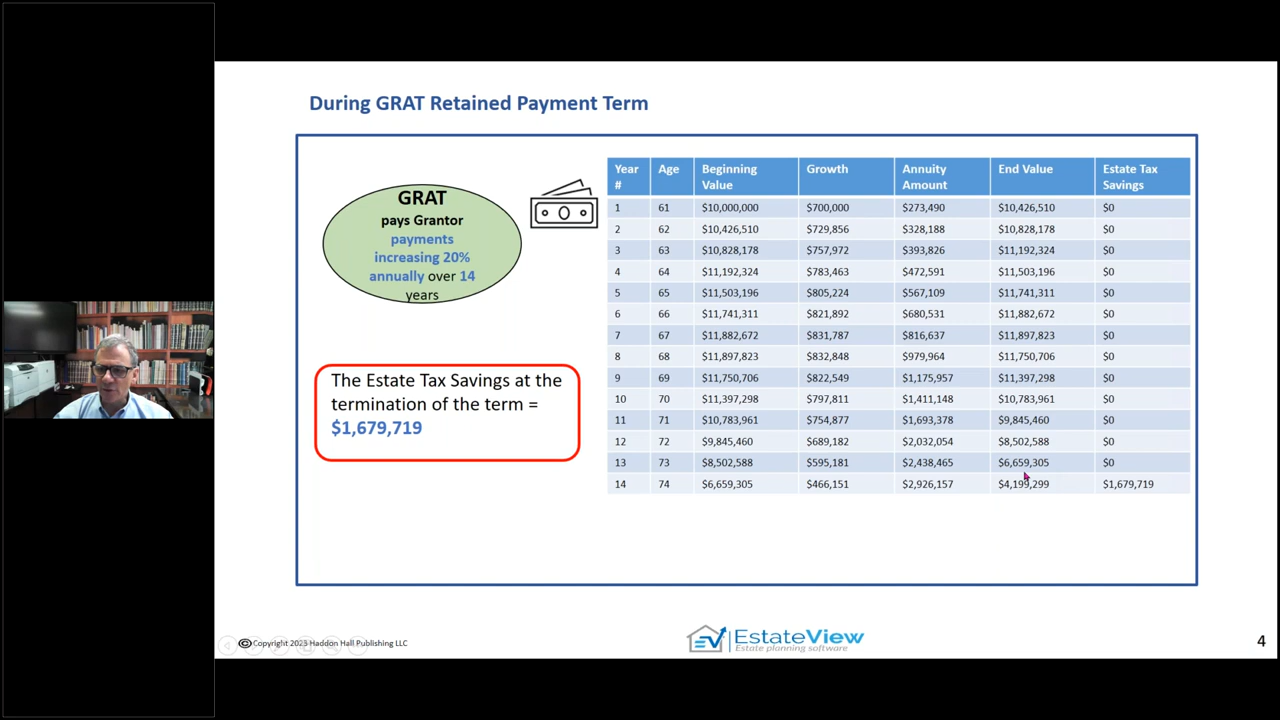 During GRAT Retained Payment Term
GRAT
pays Grantor
payments
increasing 20%
annually over 14
years
The Estate Tax Savings at the
termination of the term =
$1,679,719
Year # Age Beginning Value Growth Annuity Amount End Value Estate Tax Savings
1 61 $10,000,000 $700,000 $273,490 $10,426,510 $0
2 62 $10,426,510 $729,856 $328,188 $10,828,178 $0
3 63 $10,828,178 $757,972 $393,826 $11,192,324 $0
4 64 $11,192,324 $783,463 $472,591 $11,503,196 $0
5 65 $11,503,196 $805,224 $567,109 $11,741,311 $0
6 66 $11,741,311 $821,892 $680,531 $11,882,672 $0
7 67 $11,882,672 $831,787 $816,637 $11,897,823 $0
8 68 $11,897,823 $832,848 $979,964 $11,750,706 $0
9 69 $11,750,706 $822,549 $1,175,957 $11,397,298 $0
10 70 $11,397,298 $797,811 $1,411,148 $10,783,961 $0
11 71 $10,783,961 $754,877 $1,693,378 $9,845,460 $0
12 72 $9,845,460 $689,182 $2,032,054 $8,502,588 $0
13 73 $8,502,588 $595,181 $2,438,465 $6,659,305 $0
14 74 $6,659,305 $466,151 $2,926,157 $4,199,299 $1,679,719
© Copyright 2023 Haddon Hall Publishing LLC
EV EstateView
Estate planning software
4